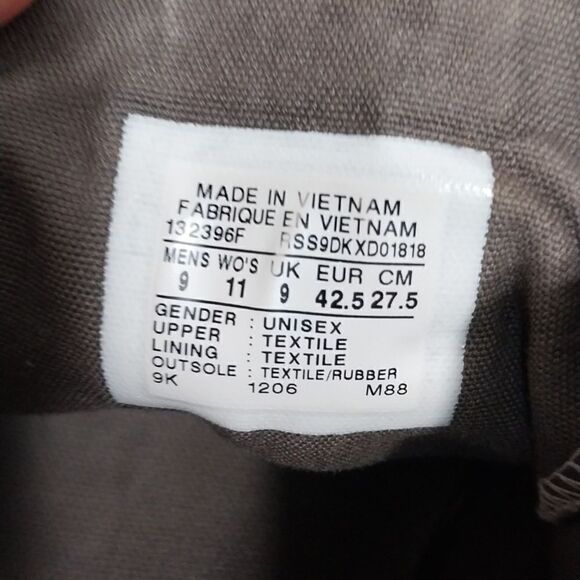 MADE IN VIETNAM
FABRIQUE EN VIETNAM
132396F RSS9DKXD01818
MENS WO'S UK EUR CM
9 11 9 42.5 27.5
GENDER : UNISEX
UPPER : TEXTILE
LINING : TEXTILE
OUTSOLE : TEXTILE/RUBBER
9K 1206 M88